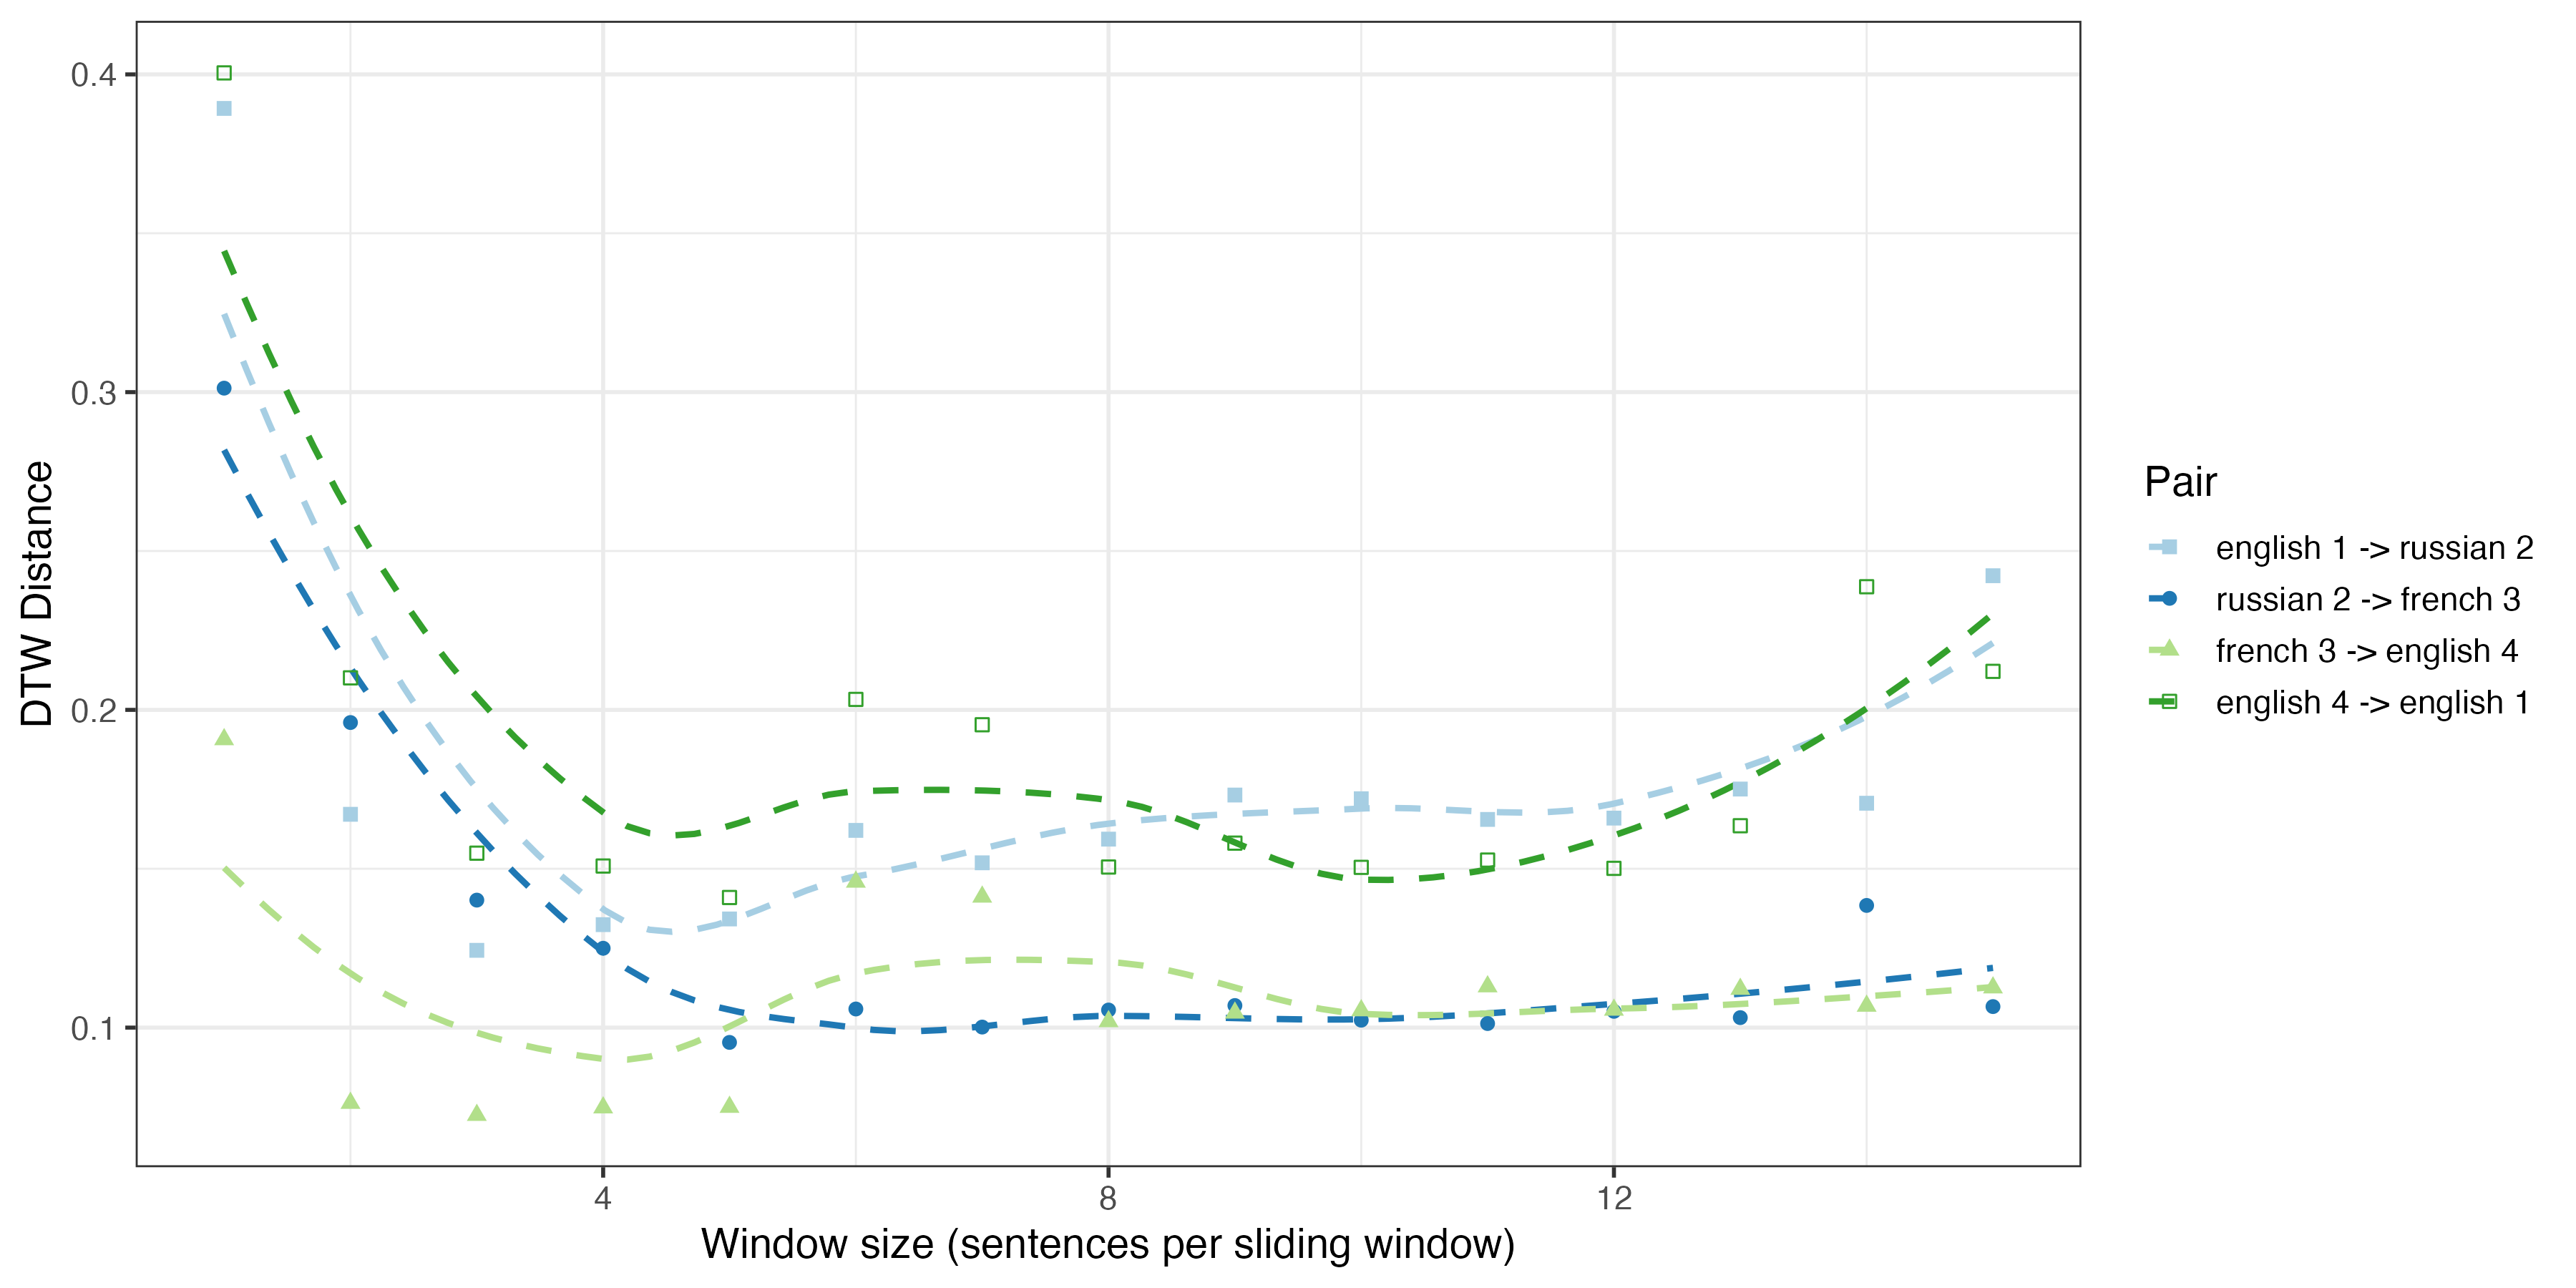 0.4
0.3
0.2
0.1
DTW Distance
4
8
12
Window size (sentences per sliding window)
Pair
english 1 -> russian 2
russian 2 -> french 3
french 3 -> english 4
english 4 -> english 1